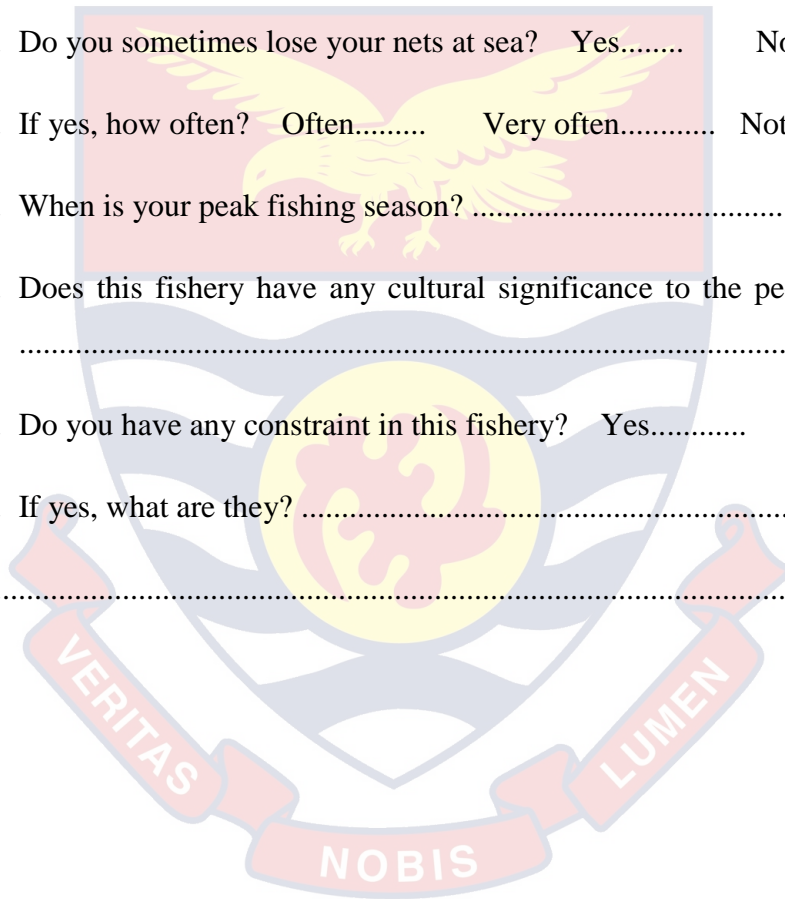 Do you sometimes lose your nets at sea? Yes........ No
If yes, how often? Often......... Very often............ Not
When is your peak fishing season? .......................................
Does this fishery have any cultural significance to the pe
................................................................................................
Do you have any constraint in this fishery? Yes............
If yes, what are they? .............................................................
..................................................................................................
VERITAS
NOBIS
LUMEN